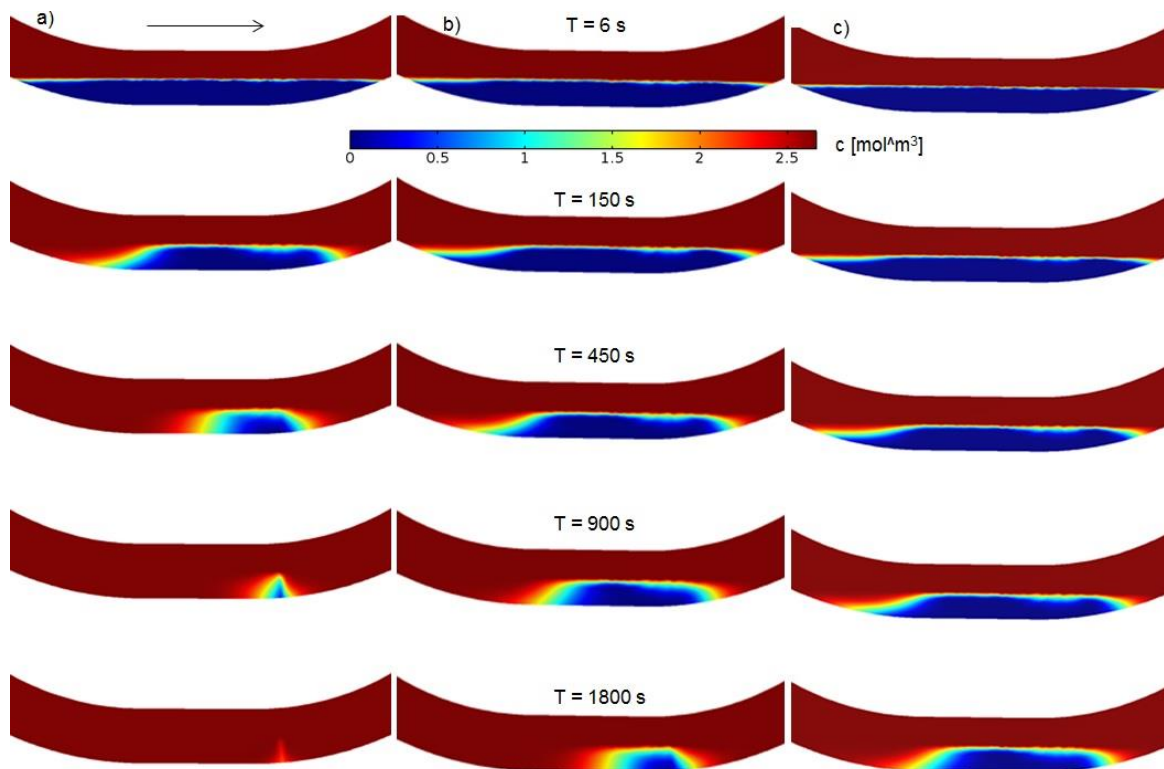 a)
b)
c)
T = 6 s
0 0.5 1 1.5 2 2.5
c [mol^m³]
T = 150 s
T = 450 s
T = 900 s
T = 1800 s